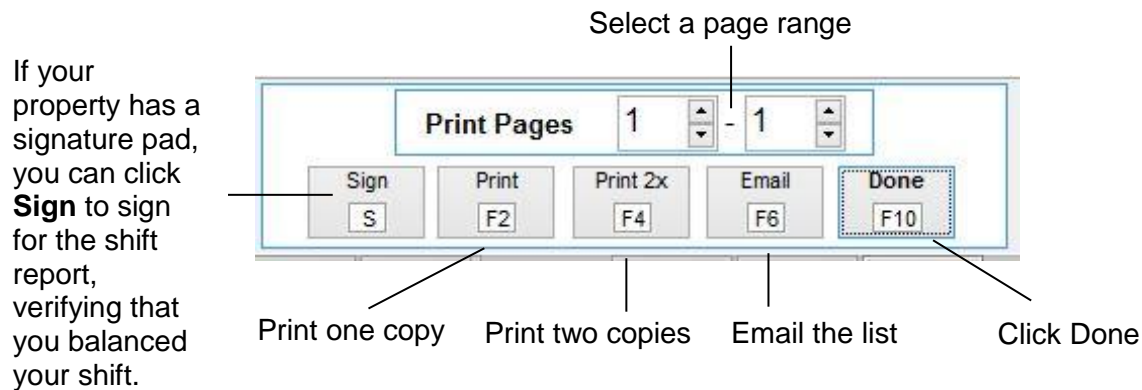 Select a page range
If your
property has a
signature pad,
you can click
Sign to sign
for the shift
report,
verifying that
you balanced
your shift.
Print Pages 1 - 1
Sign Print Print 2x Email Done
S F2 F4 F6 F10
Print one copy Print two copies Email the list Click Done